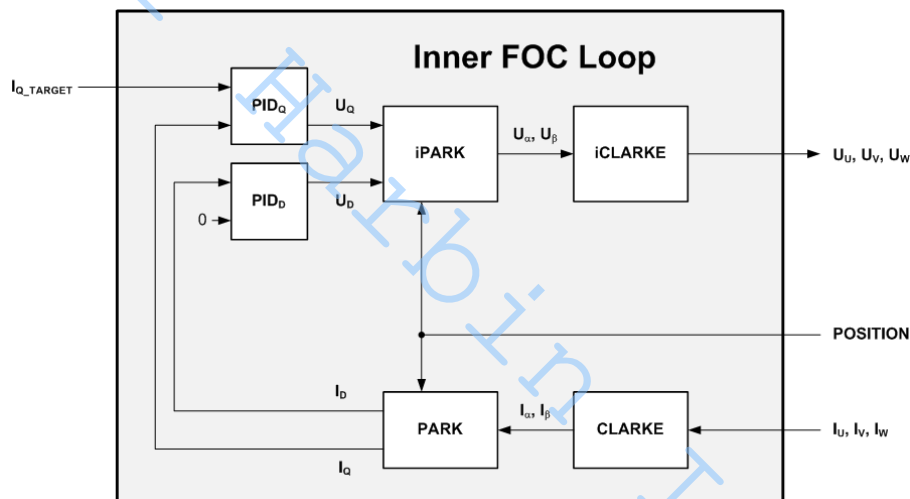 Inner FOC Loop
I_Q_TARGET
PID_Q
U_Q
iPARK
U_α, U_β
iCLARKE
U_U, U_V, U_W
PID_D
U_D
0
POSITION
I_D
PARK
I_α, I_β
CLARKE
I_U, I_V, I_W
I_Q
Harbin